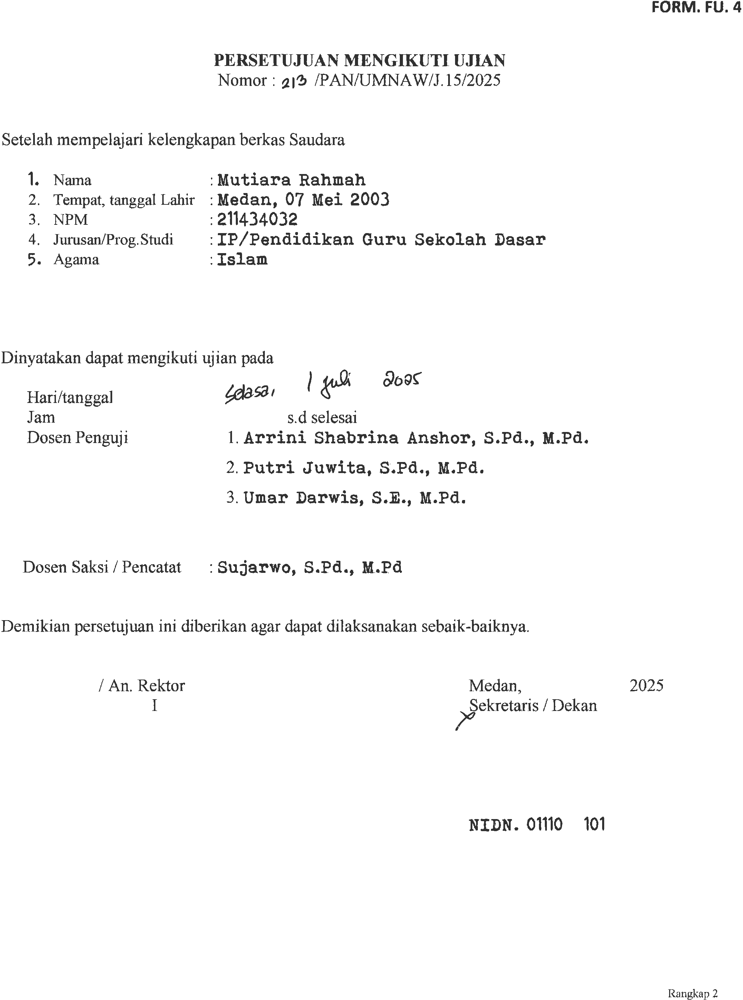 FORM. FU. 4
PERSETUJUAN MENGIKUTI UJIAN
Nomor : 213 /PAN/UMNAW/J.15/2025
Setelah mempelajari kelengkapan berkas Saudara
1. Nama : Mutiara Rahmah
2. Tempat, tanggal Lahir : Medan, 07 Mei 2003
3. NPM : 211434032
4. Jurusan/Prog.Studi : IP/Pendidikan Guru Sekolah Dasar
5. Agama : Islam
Dinyatakan dapat mengikuti ujian pada
Hari/tanggal Selasa, 1 Juli 2025
Jam s.d selesai
Dosen Penguji 1. Arrini Shabrina Anshor, S.Pd., M.Pd.
2. Putri Juwita, S.Pd., M.Pd.
3. Umar Darwis, S.E., M.Pd.
Dosen Saksi / Pencatat : Sujarwo, S.Pd., M.Pd
Demikian persetujuan ini diberikan agar dapat dilaksanakan sebaik-baiknya.
/ An. Rektor
I
Medan, 2025
Sekretaris / Dekan
NIDN. 01110 101
Rangkap 2